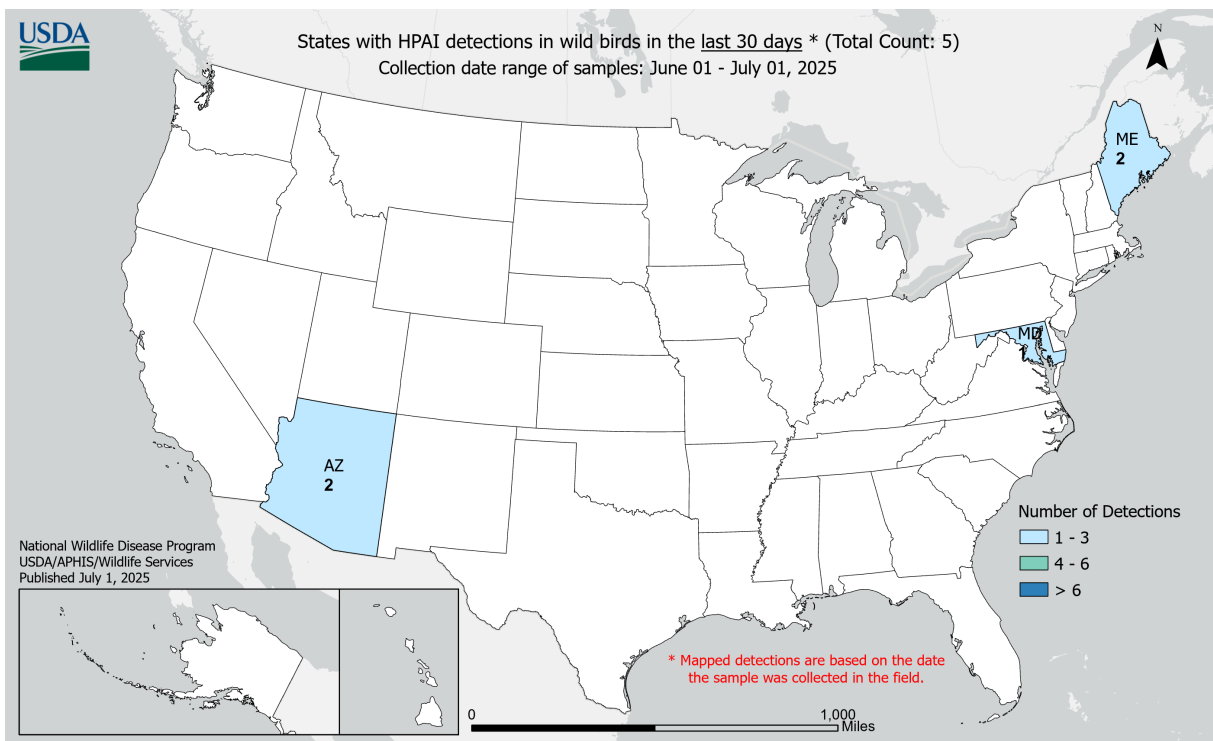 USDA
States with HPAI detections in wild birds in the last 30 days * (Total Count: 5)
Collection date range of samples: June 01 - July 01, 2025
N
ME
2
MD
1
AZ
2
Number of Detections
1 - 3
4 - 6
> 6
National Wildlife Disease Program
USDA/APHIS/Wildlife Services
Published July 1, 2025
* Mapped detections are based on the date
the sample was collected in the field.
0
1,000
Miles